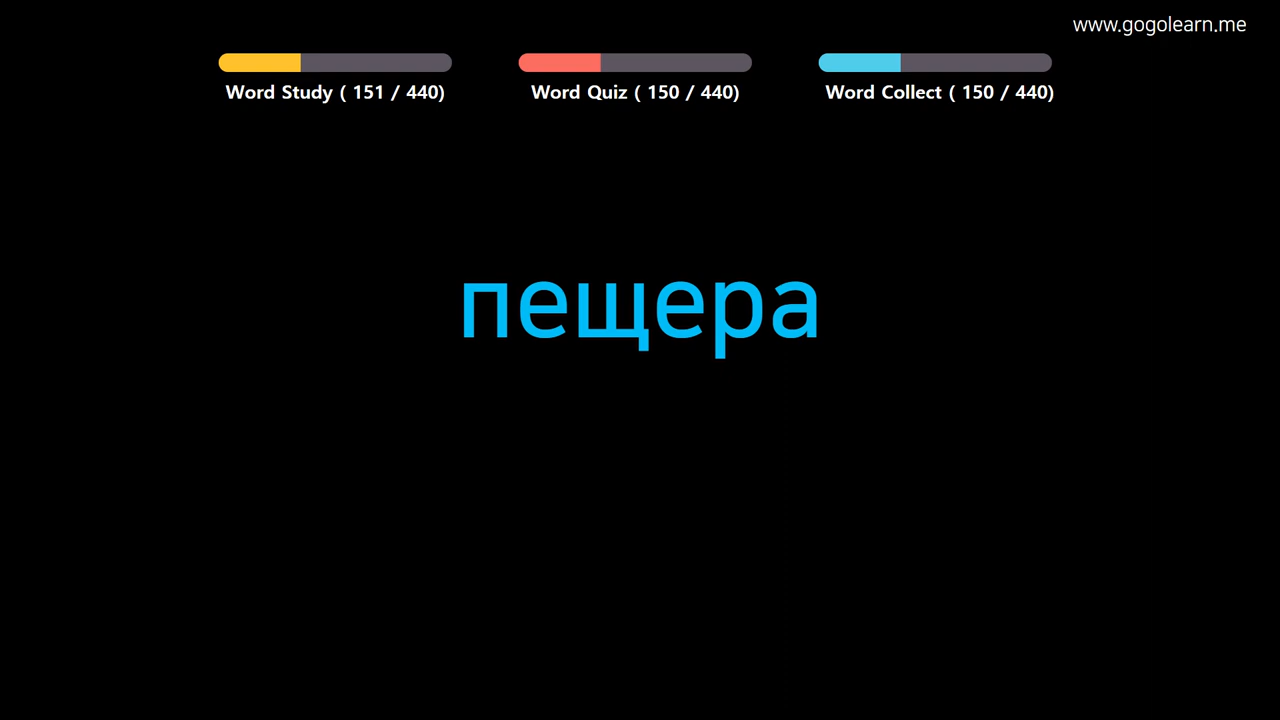 www.gogolearn.me
Word Study ( 151 / 440)
Word Quiz ( 150 / 440)
Word Collect ( 150 / 440)
пещера